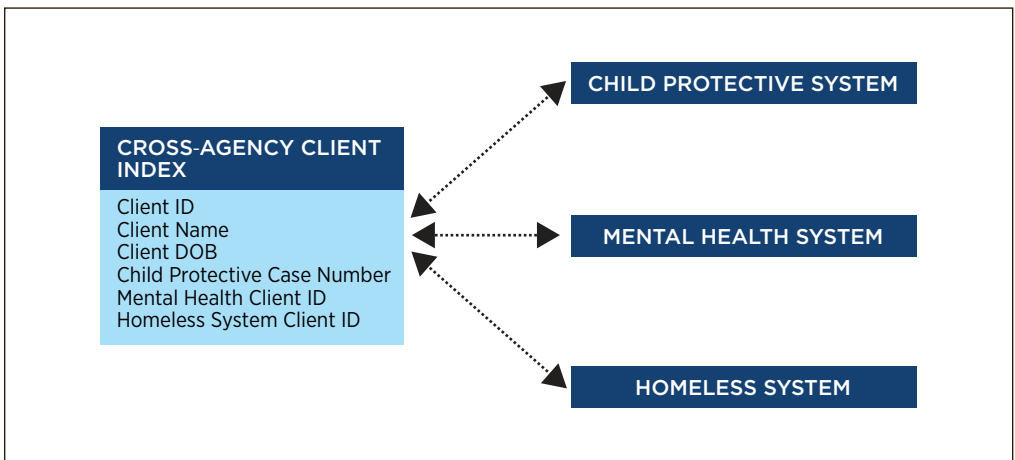 CROSS-AGENCY CLIENT
INDEX
Client ID
Client Name
Client DOB
Child Protective Case Number
Mental Health Client ID
Homeless System Client ID
CHILD PROTECTIVE SYSTEM
MENTAL HEALTH SYSTEM
HOMELESS SYSTEM